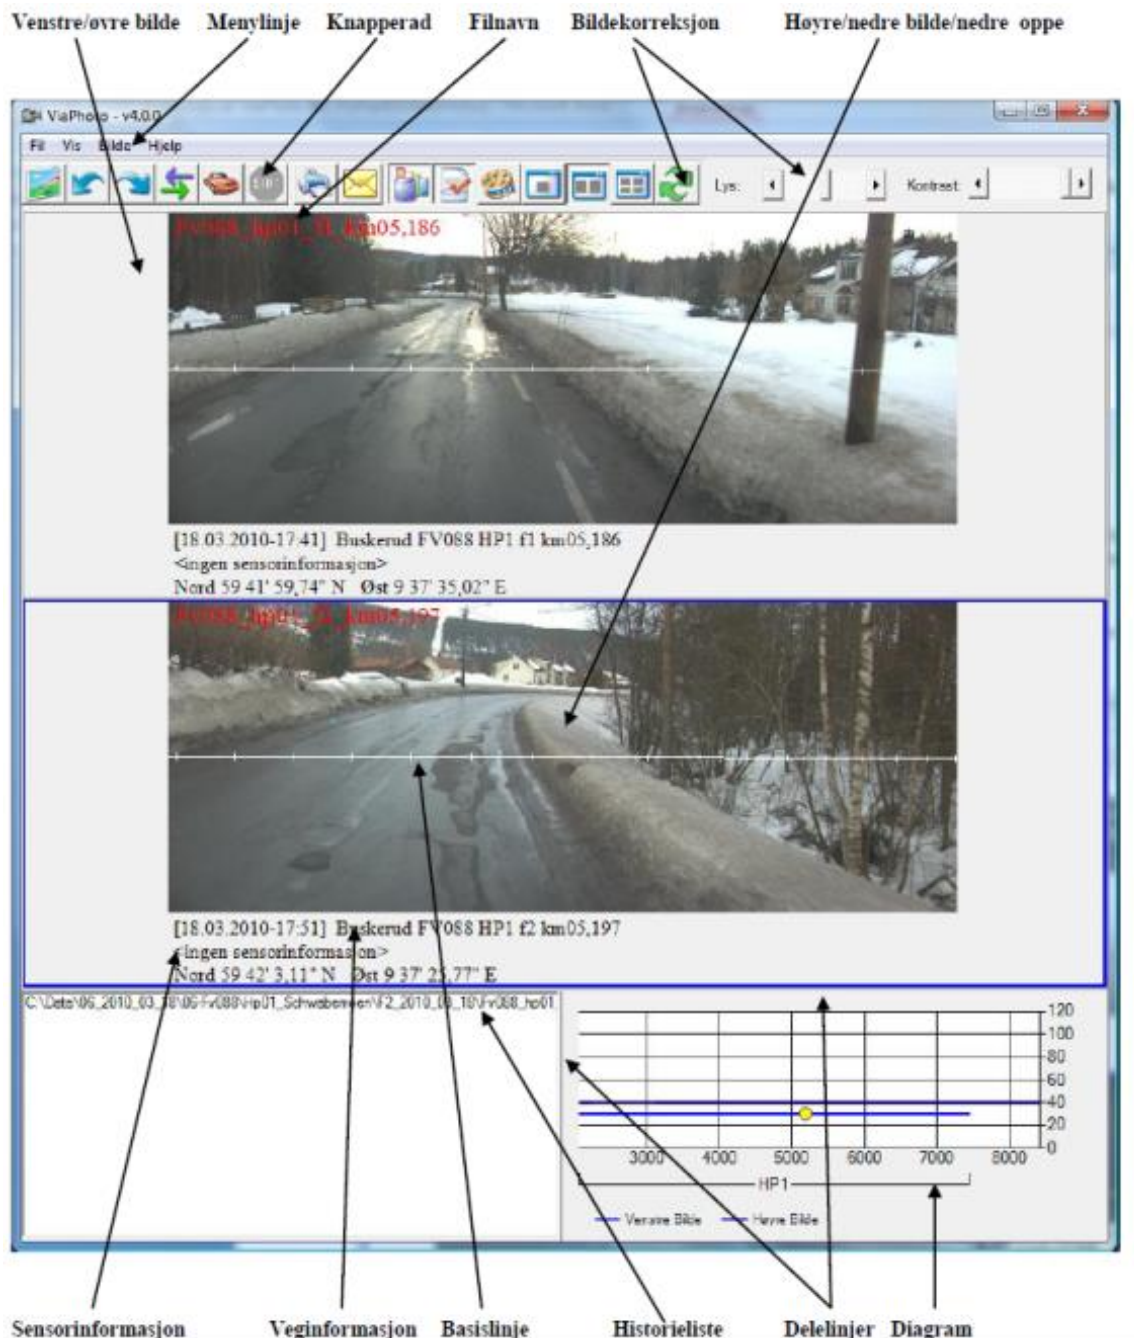 Venstre/øvre bilde Menylinje Knapperad Filnavn Bildekorreksjon Høyre/nedre bilde/nedre oppe
ViaPhoto - v4.0.0
Fil Vis Bilde Hjelp
Lys: Kontrast:
Fv088_hp01_f1_km05,186
[18.03.2010-17:41] Buskerud FV088 HP1 f1 km05,186
<ingen sensorinformasjon>
Nord 59 41' 59,74" N Øst 9 37' 35,02" E
Fv088_hp01_f2_km05,197
[18.03.2010-17:51] Buskerud FV088 HP1 f2 km05,197
<ingen sensorinformasjon>
Nord 59 42' 3,11" N Øst 9 37' 25,77" E
120
100
80
60
40
20
0
3000 4000 5000 6000 7000 8000
HP1
Venstre Bilde Høyre Bilde
Sensorinformasjon Veginformasjon Basislinje Historieliste Delelinjer Diagram